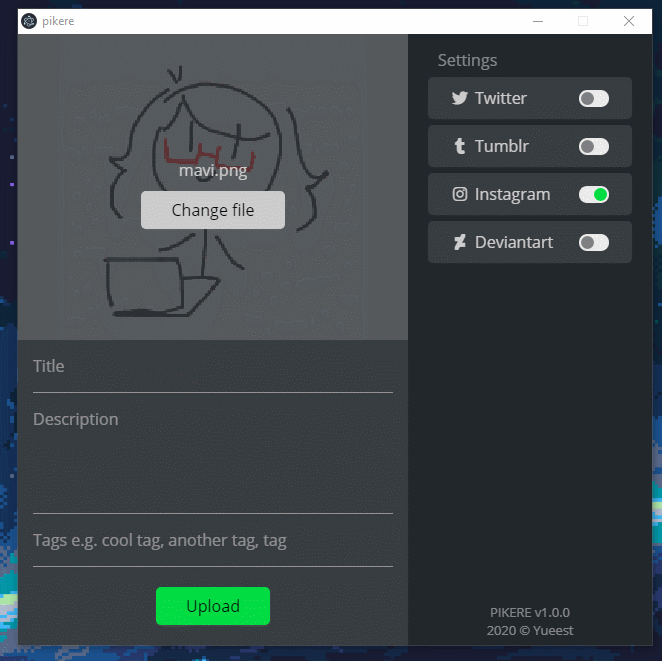 pikere
mavi.png
Change file
Title
Description
Tags e.g. cool tag, another tag, tag
Upload
Settings
Twitter
Tumblr
Instagram
Deviantart
PIKERE v1.0.0
2020 © Yueest